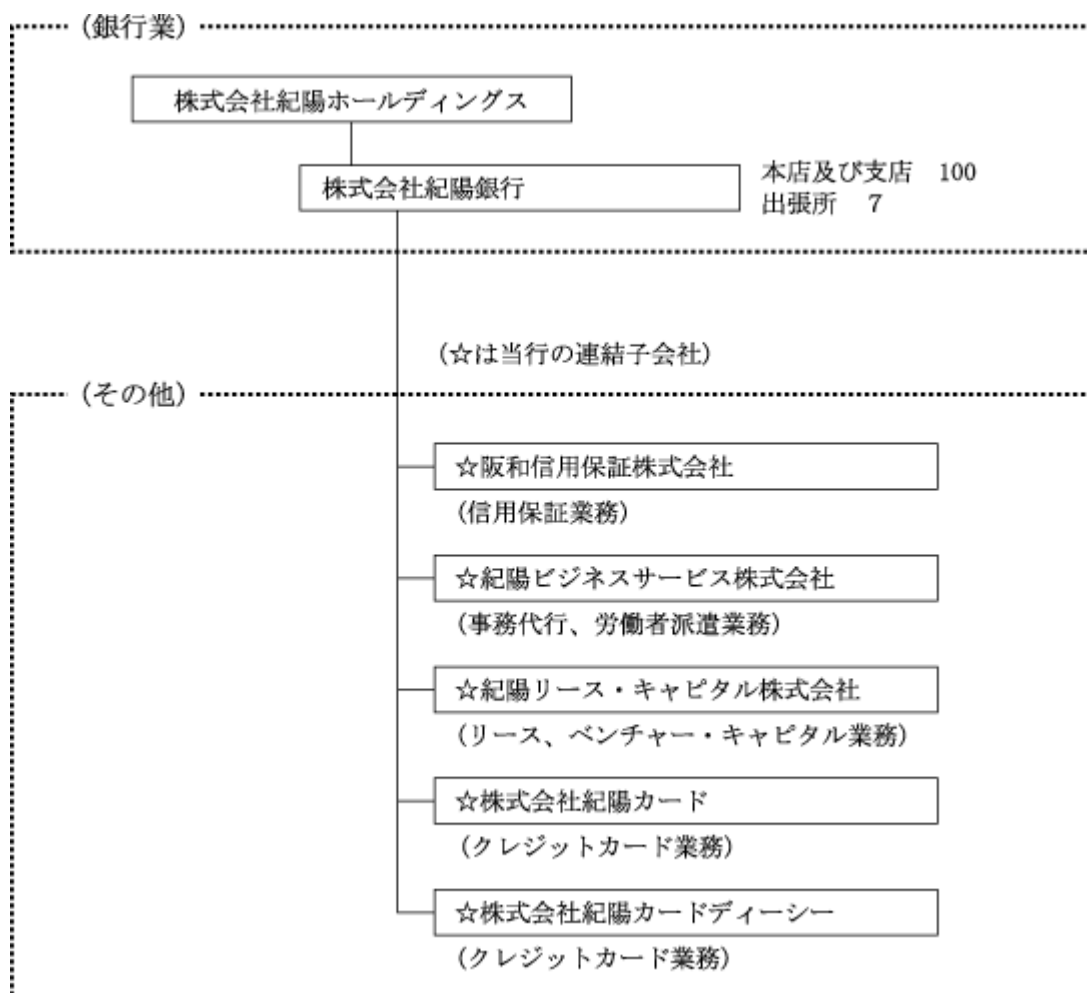 (銀行業)
株式会社紀陽ホールディングス
株式会社紀陽銀行
本店及び支店 100
出張所 7
(☆は当行の連結子会社)
(その他)
☆阪和信用保証株式会社
(信用保証業務)
☆紀陽ビジネスサービス株式会社
(事務代行、労働者派遣業務)
☆紀陽リース・キャピタル株式会社
(リース、ベンチャー・キャピタル業務)
☆株式会社紀陽カード
(クレジットカード業務)
☆株式会社紀陽カードディーシー
(クレジットカード業務)